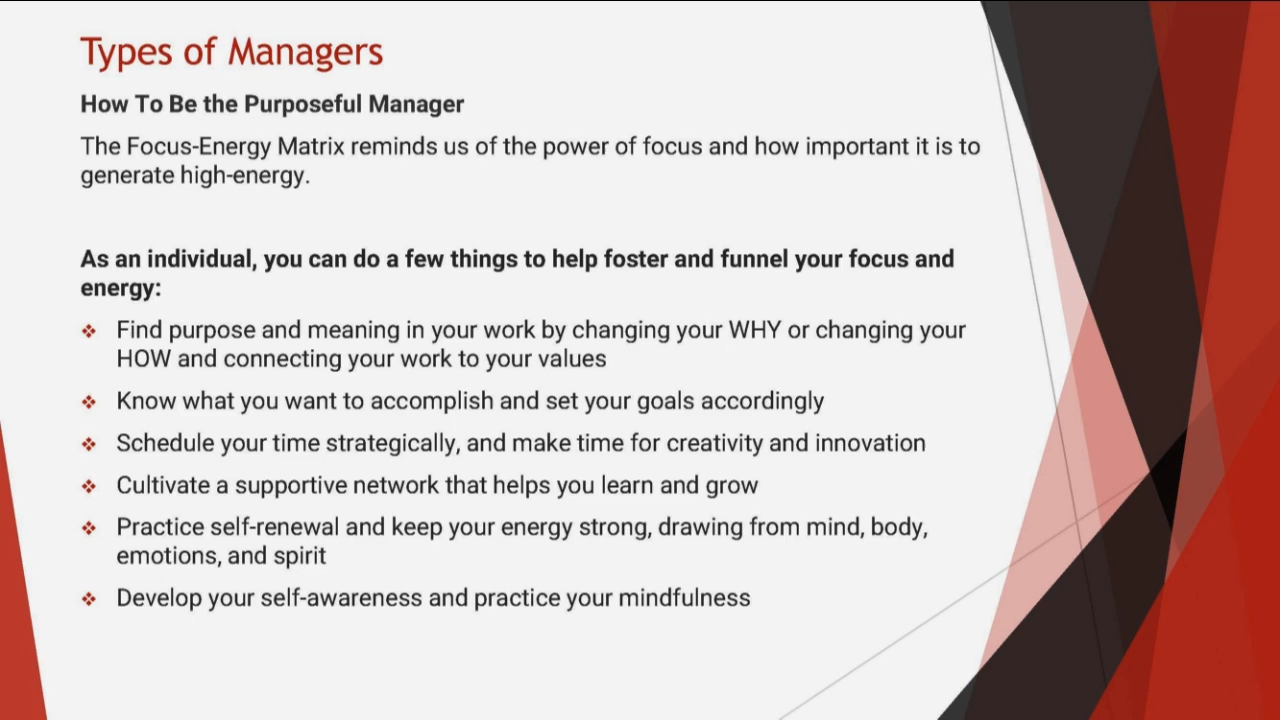 Types of Managers
How To Be the Purposeful Manager
The Focus-Energy Matrix reminds us of the power of focus and how important it is to
generate high-energy.
As an individual, you can do a few things to help foster and funnel your focus and
energy:
❖ Find purpose and meaning in your work by changing your WHY or changing your
HOW and connecting your work to your values
❖ Know what you want to accomplish and set your goals accordingly
❖ Schedule your time strategically, and make time for creativity and innovation
❖ Cultivate a supportive network that helps you learn and grow
❖ Practice self-renewal and keep your energy strong, drawing from mind, body,
emotions, and spirit
❖ Develop your self-awareness and practice your mindfulness